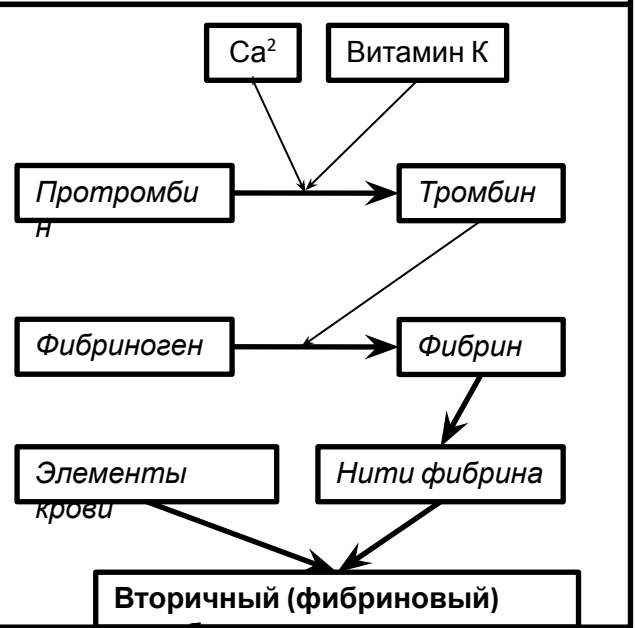 Ca²
Витамин К
Протромби
н
Тромбин
Фибриноген
Фибрин
Элементы
крови
Нити фибрина
Вторичный (фибриновый)